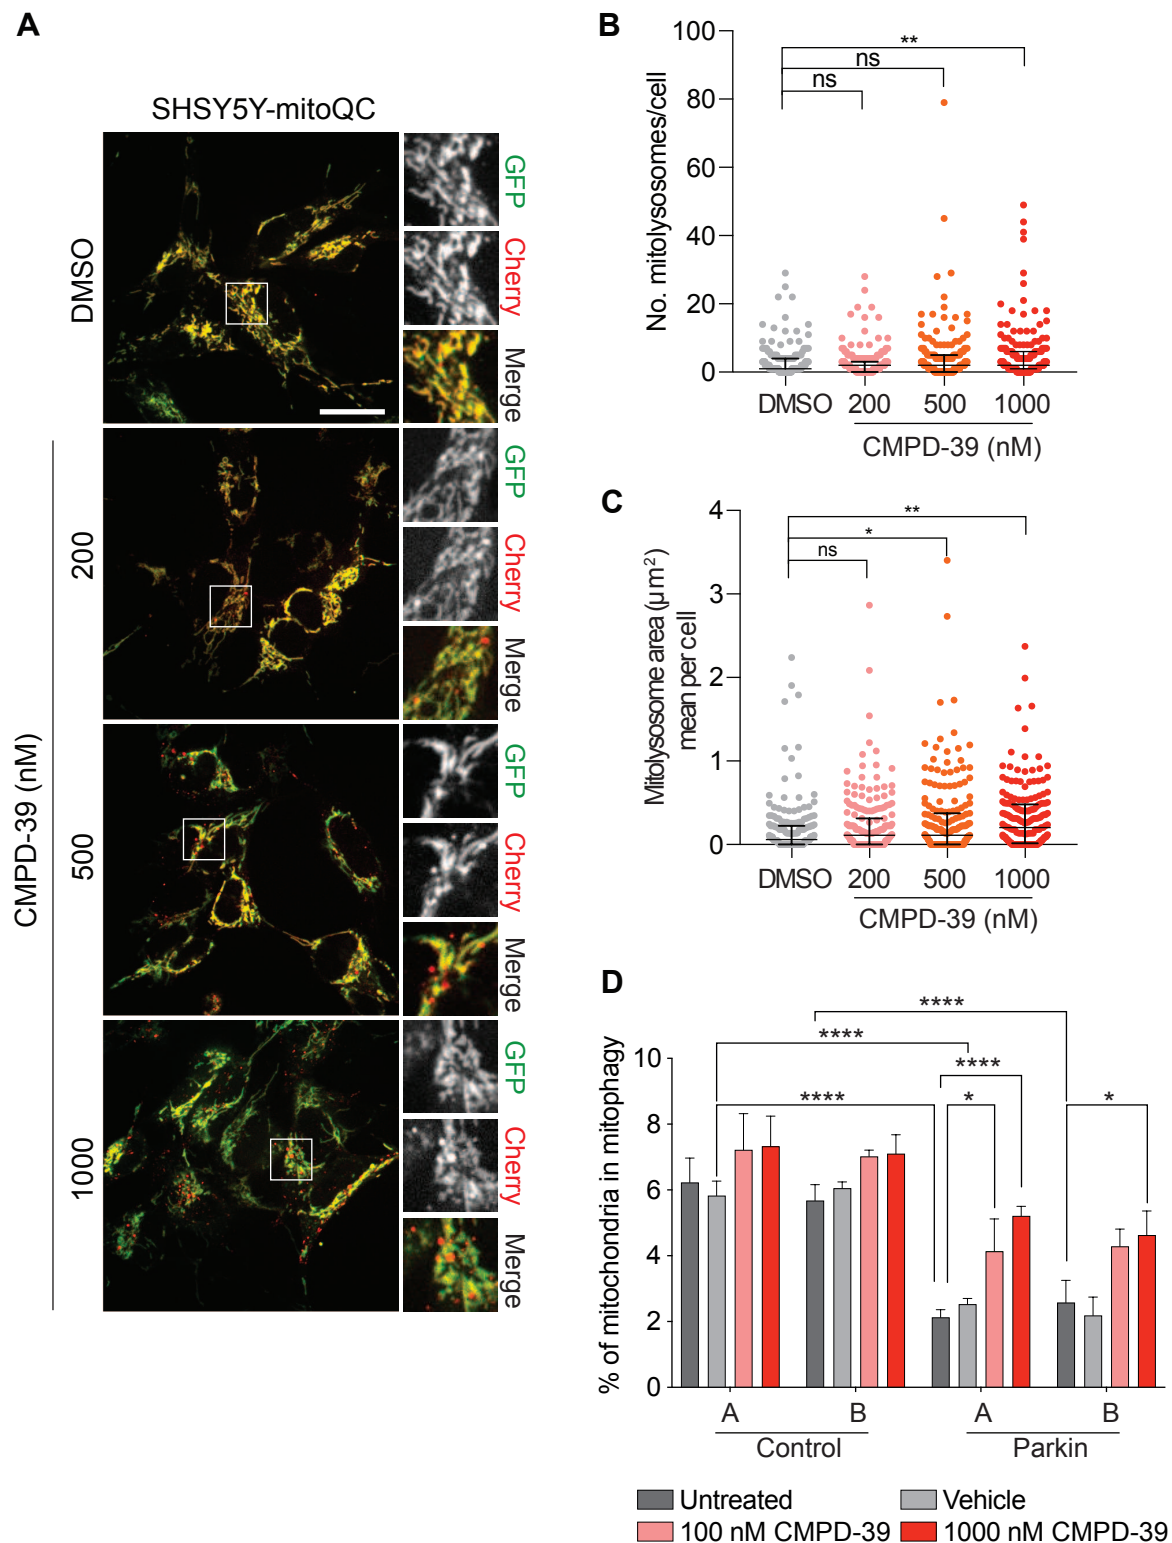 A
SHSY5Y-mitoQC
DMSO
GFP
Cherry
Merge
CMPD-39 (nM)
200
GFP
Cherry
Merge
500
GFP
Cherry
Merge
1000
GFP
Cherry
Merge
B
No. mitolysosomes/cell
100
80
60
40
20
0
**
ns
ns
DMSO 200 500 1000
CMPD-39 (nM)
C
Mitolysosome area (μm²)
mean per cell
4
3
2
1
0
**
*
ns
DMSO 200 500 1000
CMPD-39 (nM)
D
% of mitochondria in mitophagy
10
8
6
4
2
0
****
****
****
**** * *
A B A B
Control Parkin
Untreated Vehicle
100 nM CMPD-39 1000 nM CMPD-39